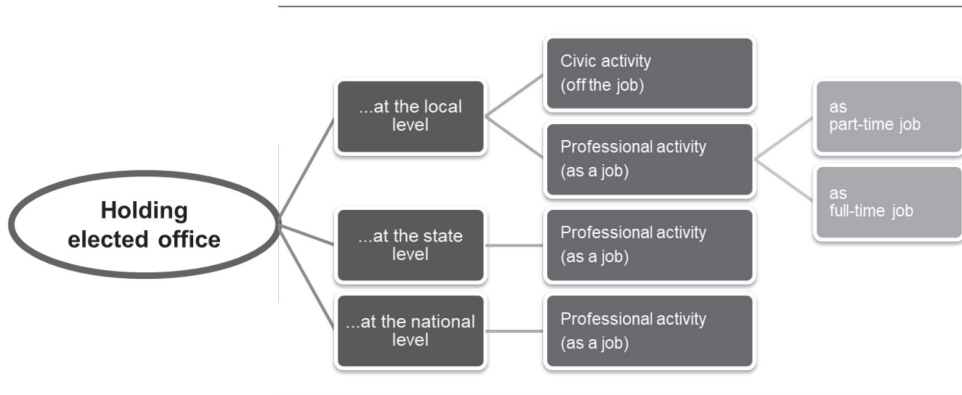 Holding
elected office
...at the local
level
Civic activity
(off the job)
Professional activity
(as a job)
as
part-time job
as
full-time job
...at the state
level
Professional activity
(as a job)
...at the national
level
Professional activity
(as a job)